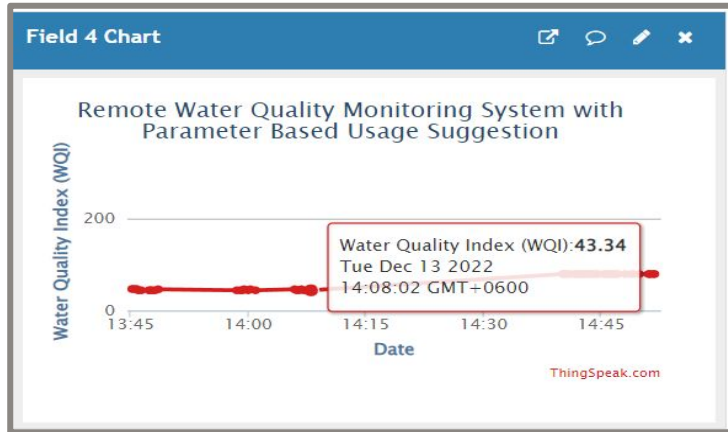 Field 4 Chart
Remote Water Quality Monitoring System with
Parameter Based Usage Suggestion
Water Quality Index (WQI)
200
0
Water Quality Index (WQI):43.34
Tue Dec 13 2022
14:08:02 GMT+0600
13:45 14:00 14:15 14:30 14:45
Date
ThingSpeak.com